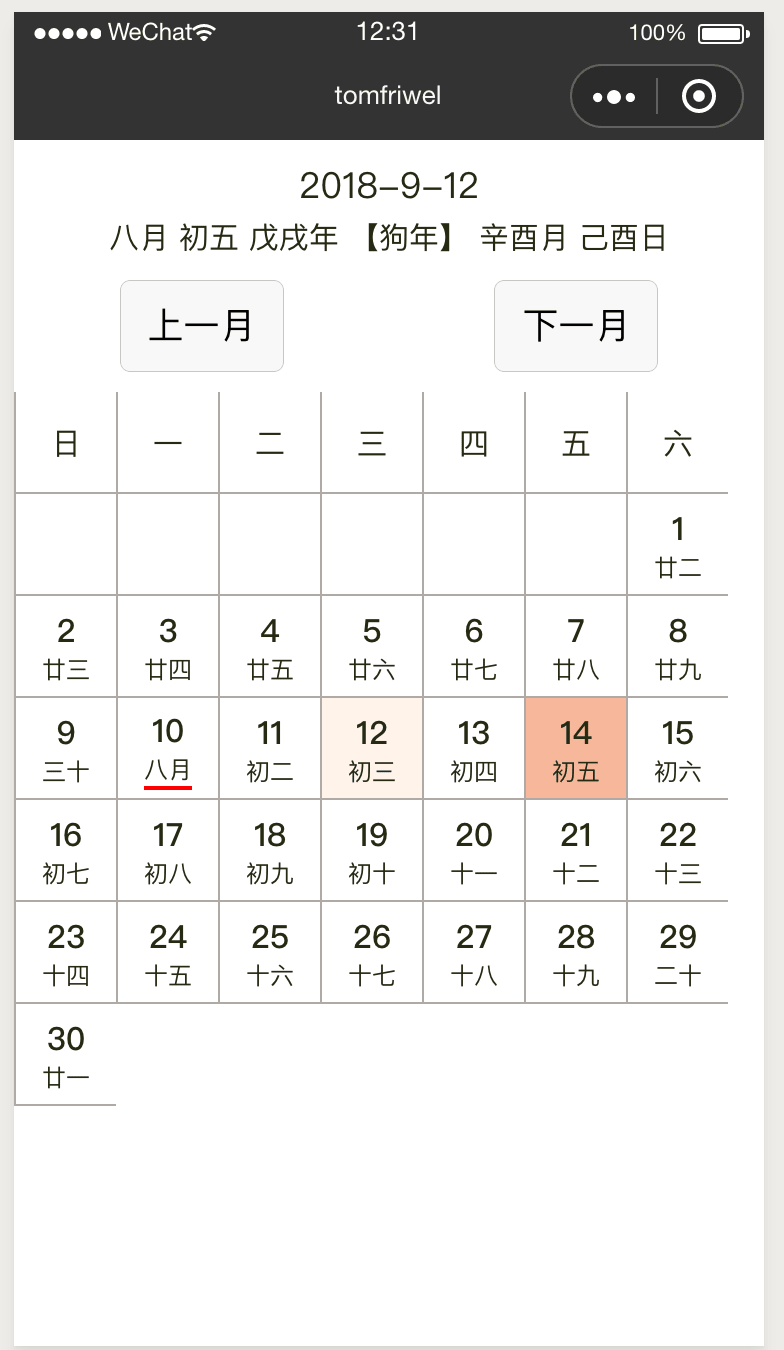 WeChat 12:31 100%
tomfriwel
2018-9-12
八月 初五 戊戌年 【狗年】 辛酉月 己酉日
上一月 下一月
日 一 二 三 四 五 六
1
廿二
2 3 4 5 6 7 8
廿三 廿四 廿五 廿六 廿七 廿八 廿九
9 10 11 12 13 14 15
三十 八月 初二 初三 初四 初五 初六
16 17 18 19 20 21 22
初七 初八 初九 初十 十一 十二 十三
23 24 25 26 27 28 29
十四 十五 十六 十七 十八 十九 二十
30
廿一